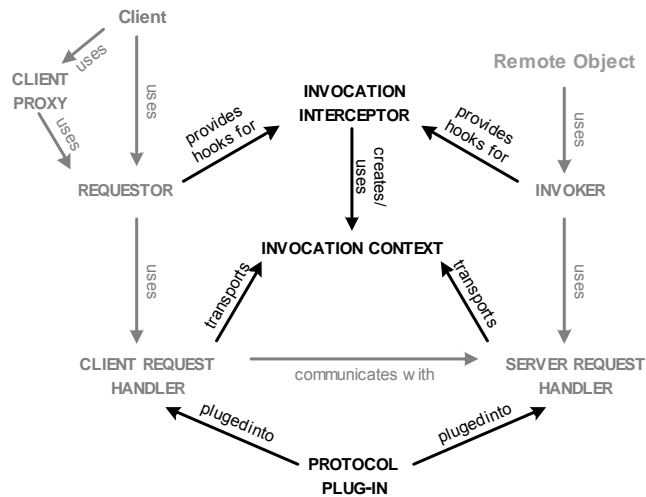 Client
uses
CLIENT
PROXY
uses
uses
Remote Object
INVOCATION
INTERCEPTOR
provides
hooks for
provides
hooks for
uses
REQUESTOR
creates/
uses
INVOKER
INVOCATION CONTEXT
uses
transports
transports
uses
CLIENT REQUEST
HANDLER
communicates with
SERVER REQUEST
HANDLER
plugedinto
plugedinto
PROTOCOL
PLUG-IN